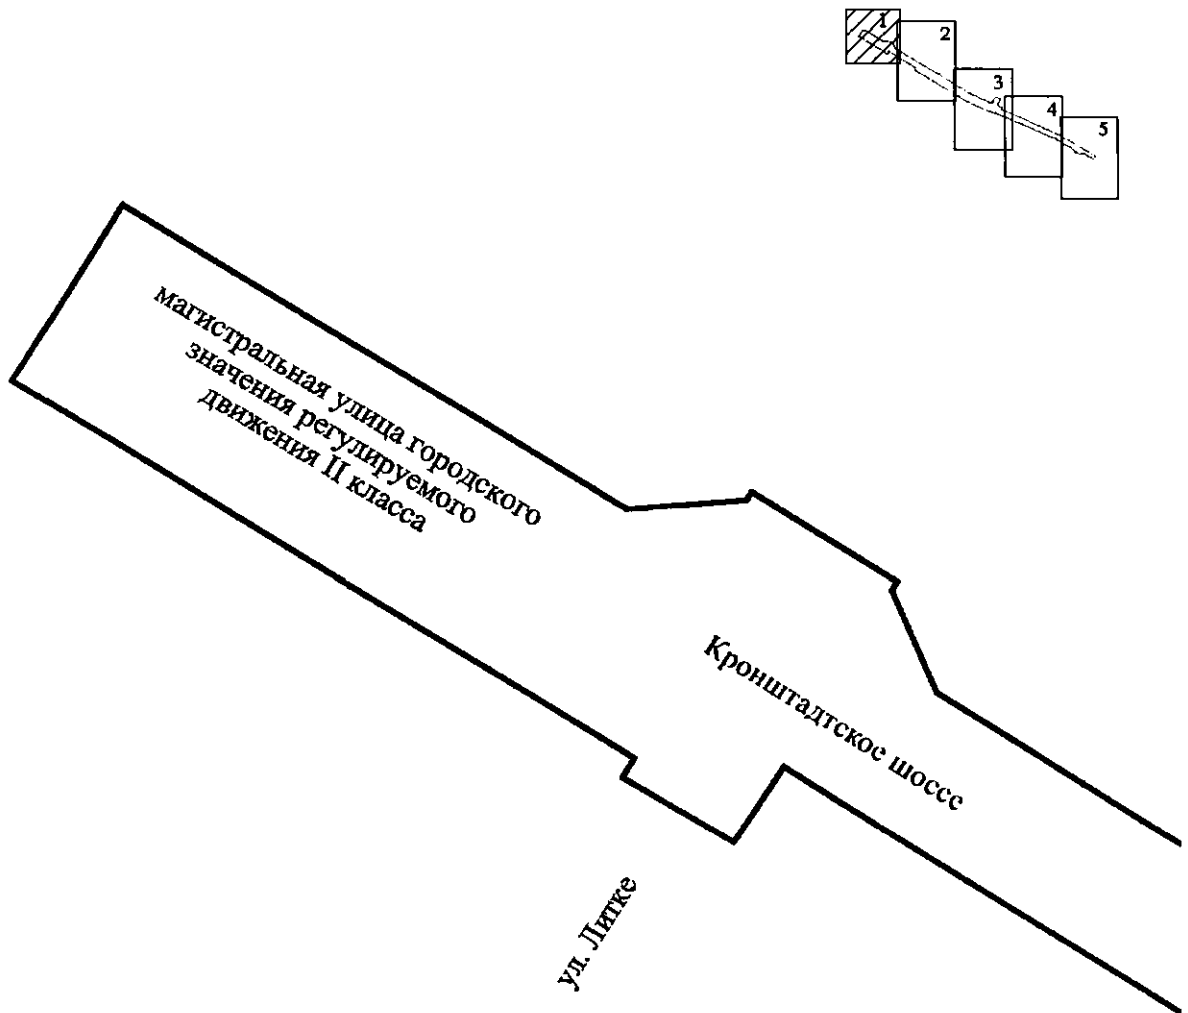 1
2
3
4
5
магистральная улица городского
значения регулируемого
движения II класса
Кронштадтское шоссе
ул. Литке